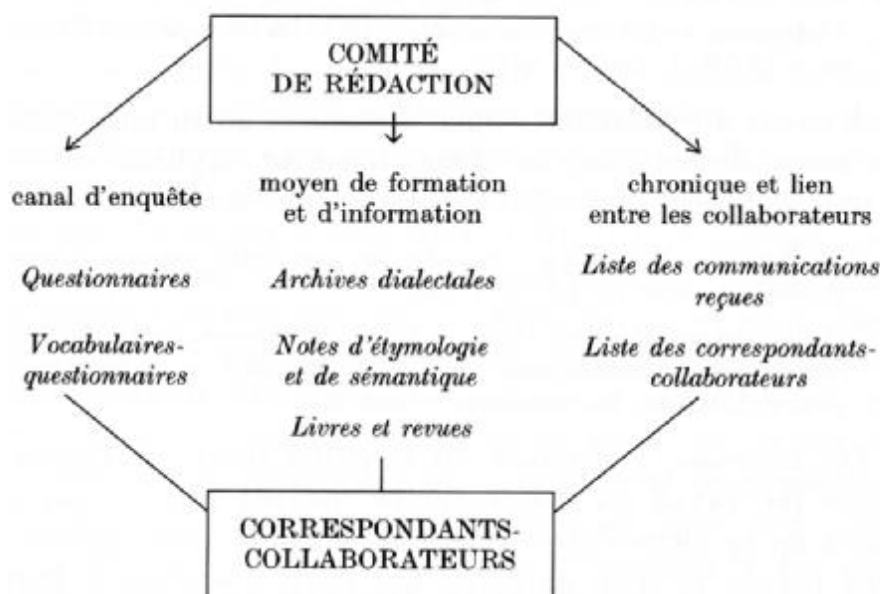 COMITÉ
DE RÉDACTION
canal d'enquête
Questionnaires
Vocabulaires-
questionnaires
moyen de formation
et d'information
Archives dialectales
Notes d'étymologie
et de sémantique
Livres et revues
chronique et lien
entre les collaborateurs
Liste des communications
reçues
Liste des correspondants-
collaborateurs
CORRESPONDANTS-
COLLABORATEURS